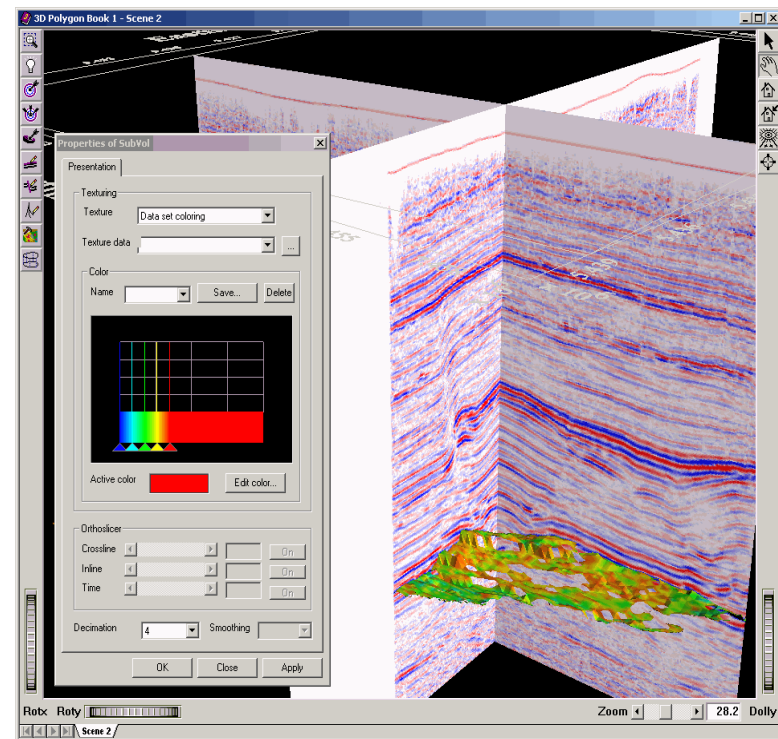 3D Polygon Book 1 - Scene 2
Properties of SubVol
Presentation
Texturing
Texture
Data set coloring
Texture data
...
Color
Name
Save...
Delete
Active color
Edit color...
Orthoslicer
Crossline
On
Inline
On
Time
On
Decimation
4
Smoothing
OK
Close
Apply
Rotx Roty
Zoom
28.2
Dolly
Scene 2